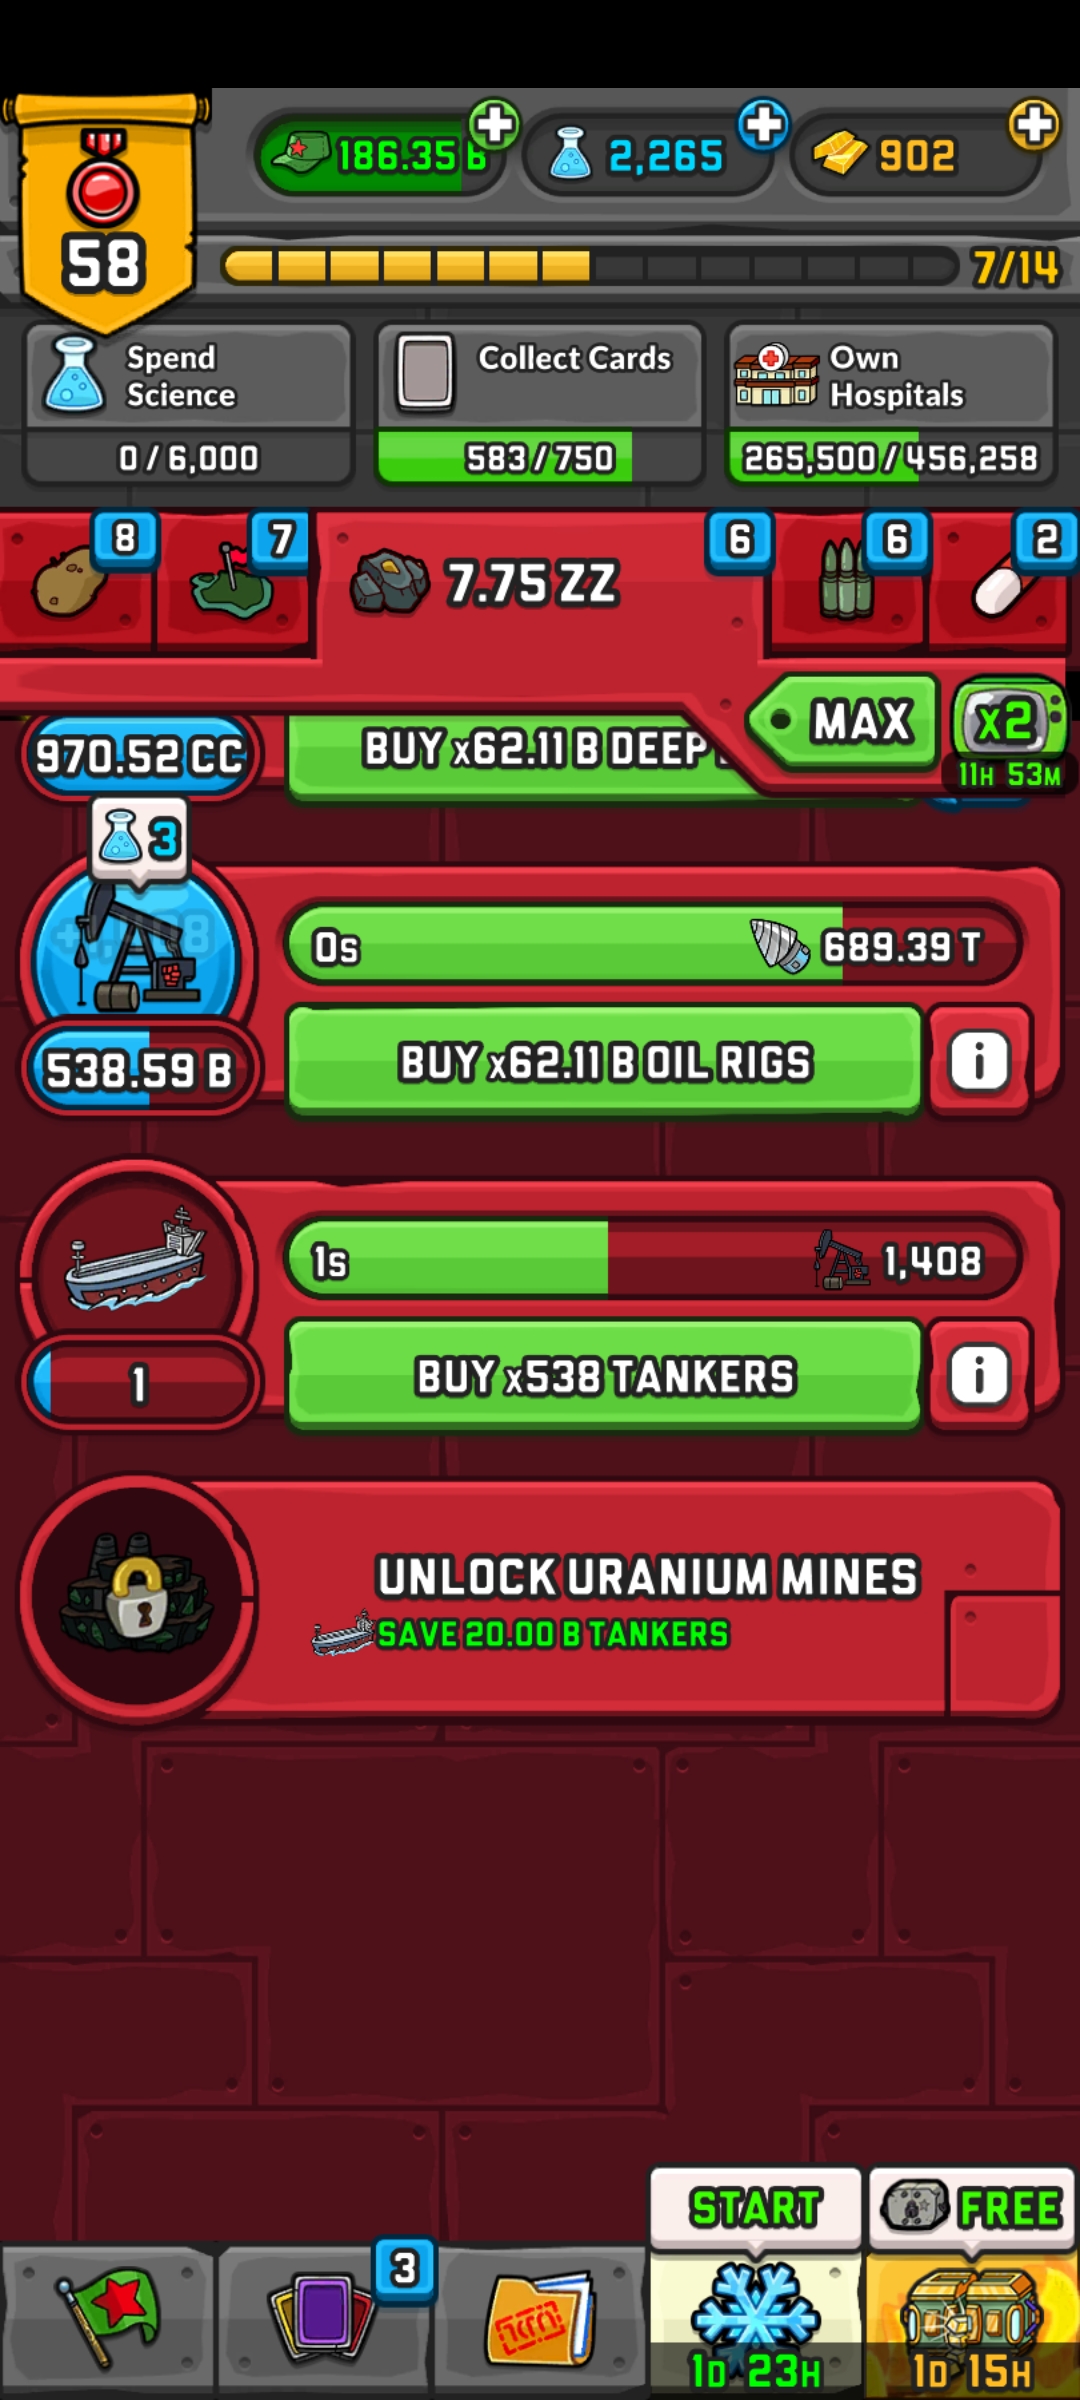 58
186.35 B
2,265
902
7/14
Spend
Science
0 / 6,000
Collect Cards
583 / 750
Own
Hospitals
265,500 / 456,258
8
7
7.75 ZZ
6
6
2
MAX
x2
11H 53M
970.52 CC
BUY x62.11 B DEEP
3
0s
689.39 T
538.59 B
BUY x62.11 B OIL RIGS
i
1s
1,408
1
BUY x538 TANKERS
i
UNLOCK URANIUM MINES
SAVE 20.00 B TANKERS
START
FREE
3
1D 23H
1D 15H